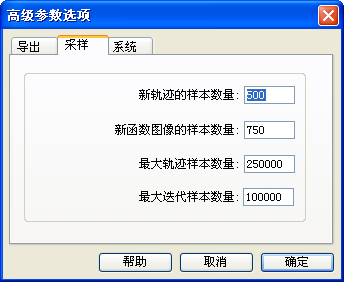 高级参数选项
导出 采样 系统
新轨迹的样本数量: 500
新函数图像的样本数量: 750
最大轨迹样本数量: 250000
最大迭代样本数量: 100000
帮助 取消 确定